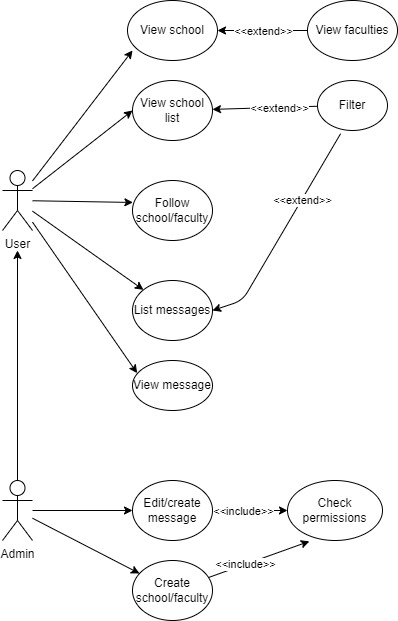 View school
<<extend>>
View faculties
View school
list
<<extend>>
Filter
Follow
school/faculty
<<extend>>
User
List messages
View message
Edit/create
message
<<include>>
Check
permissions
Admin
<<include>>
Create
school/faculty